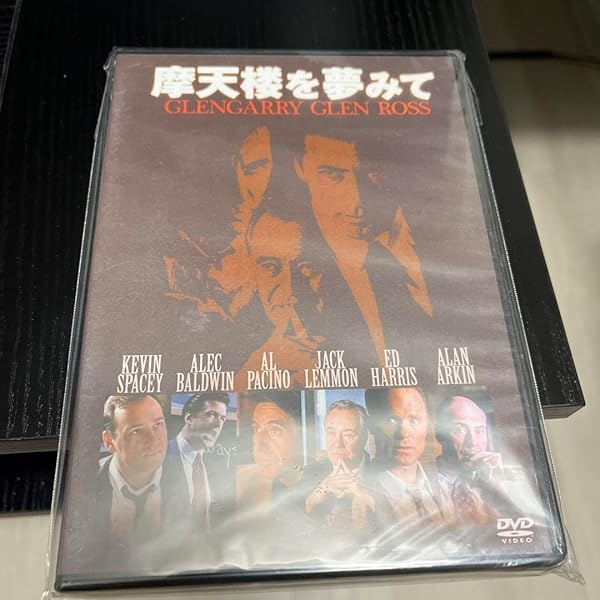 摩天楼を夢みて
GLENGARRY GLEN ROSS
KEVIN SPACEY
ALEC BALDWIN
AL PACINO
JACK LEMMON
ED HARRIS
ALAN ARKIN
ways
DVD
VIDEO